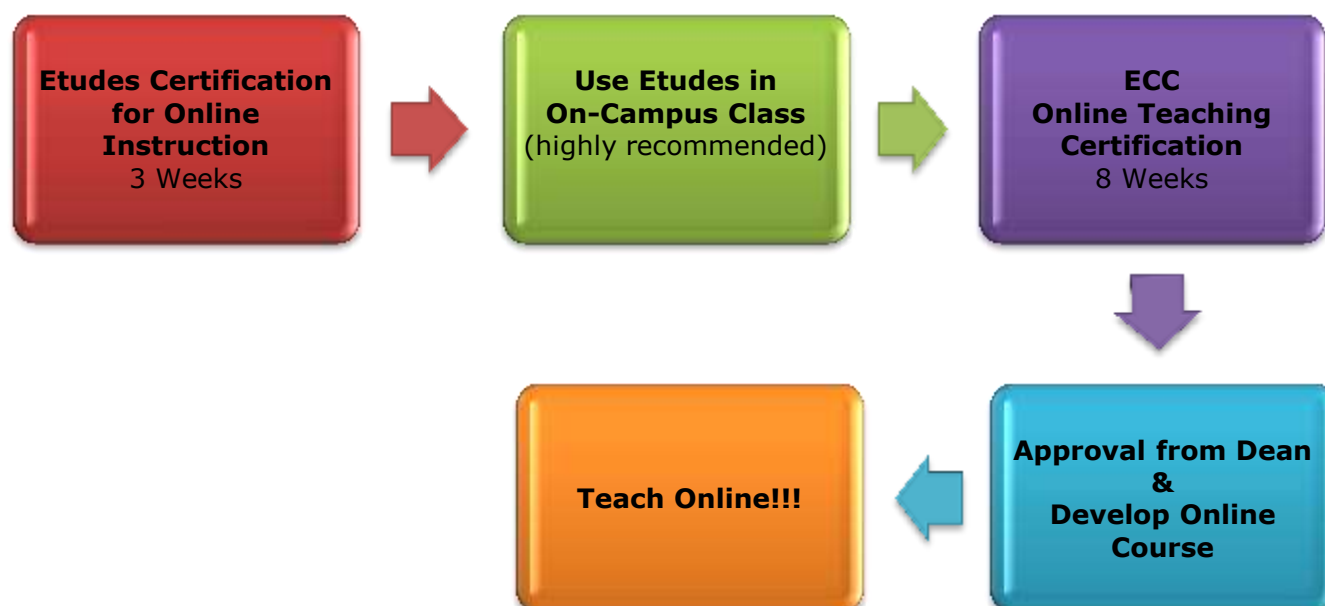 Etudes Certification
for Online
Instruction
3 Weeks
Use Etudes in
On-Campus Class
(highly recommended)
ECC
Online Teaching
Certification
8 Weeks
Approval from Dean
&
Develop Online
Course
Teach Online!!!